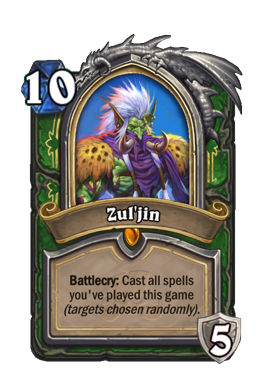 10
Zul'jin
Battlecry: Cast all spells
you've played this game
(targets chosen randomly).
5